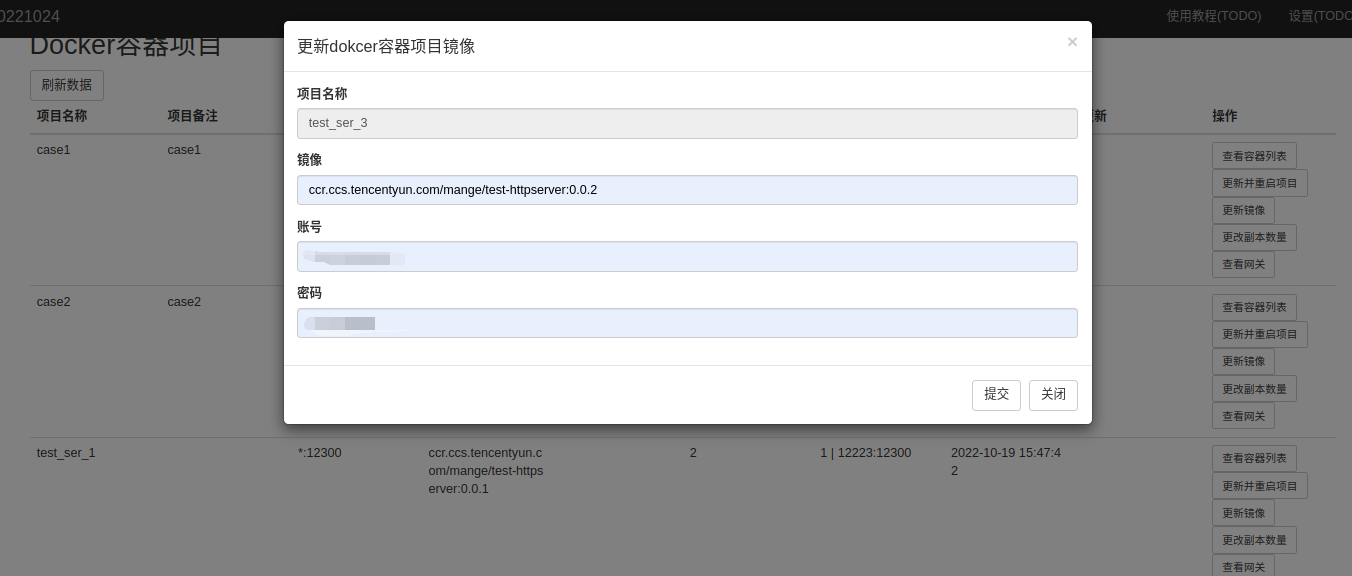 0221024
使用教程(TODO)
设置(TODO
Docker容器项目
刷新数据
项目名称
项目备注
操作
更新dokcer容器项目镜像
×
项目名称
test_ser_3
镜像
ccr.ccs.tencentyun.com/mange/test-httpserver:0.0.2
账号
密码
提交
关闭
case1
case1
查看容器列表
更新并重启项目
更新镜像
更改副本数量
查看网关
case2
case2
查看容器列表
更新并重启项目
更新镜像
更改副本数量
查看网关
test_ser_1
*:12300
ccr.ccs.tencentyun.c
om/mange/test-https
erver:0.0.1
2
1 | 12223:12300
2022-10-19 15:47:4
2
查看容器列表
更新并重启项目
更新镜像
更改副本数量
查看网关